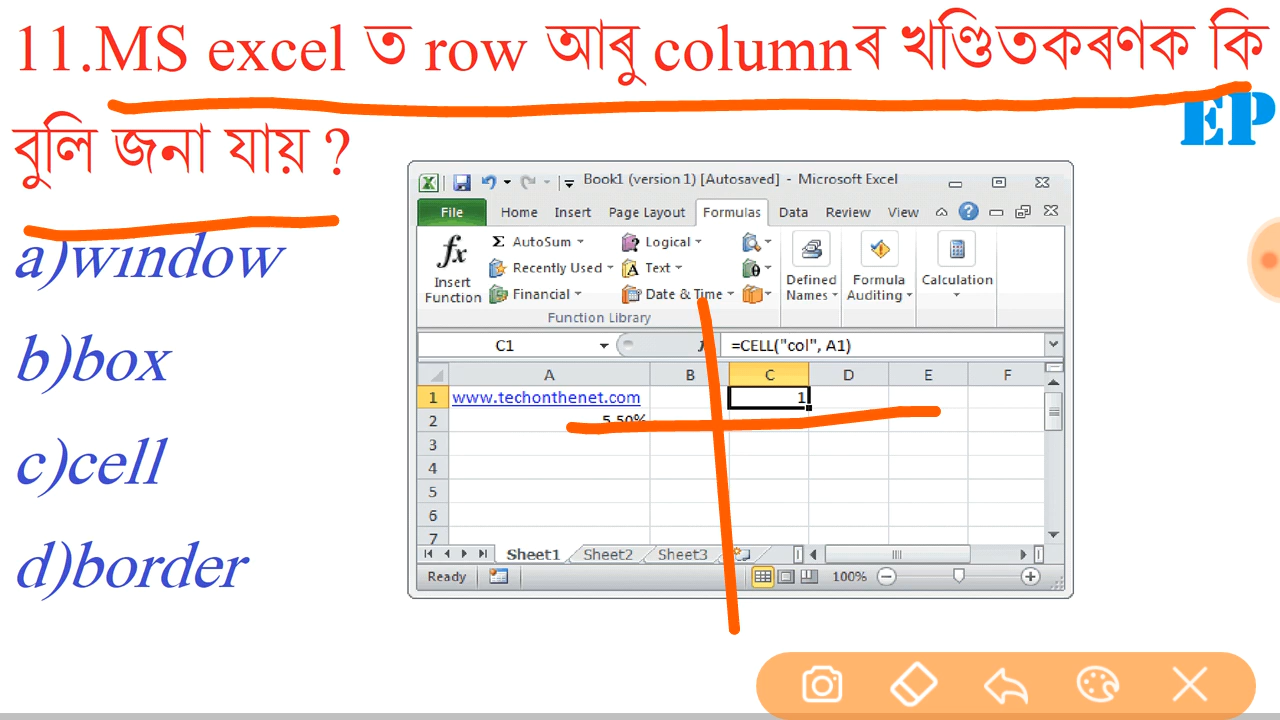 11.MS excel ত row আৰু columnৰ খণ্ডিতকৰণক কি
বুলি জনা যায় ?
EP
a)window
b)box
c)cell
d)border
Book1 (version 1) [Autosaved] - Microsoft Excel
File Home Insert Page Layout Formulas Data Review View
fx Insert Function
Σ AutoSum
Recently Used
Financial
Logical
Text
Date & Time
Function Library
Defined Names
Formula Auditing
Calculation
C1 =CELL("col", A1)
A B C D E F
1 www.techonthenet.com 1
2 5.50%
3
4
5
6
7
Sheet1 Sheet2 Sheet3
Ready 100%